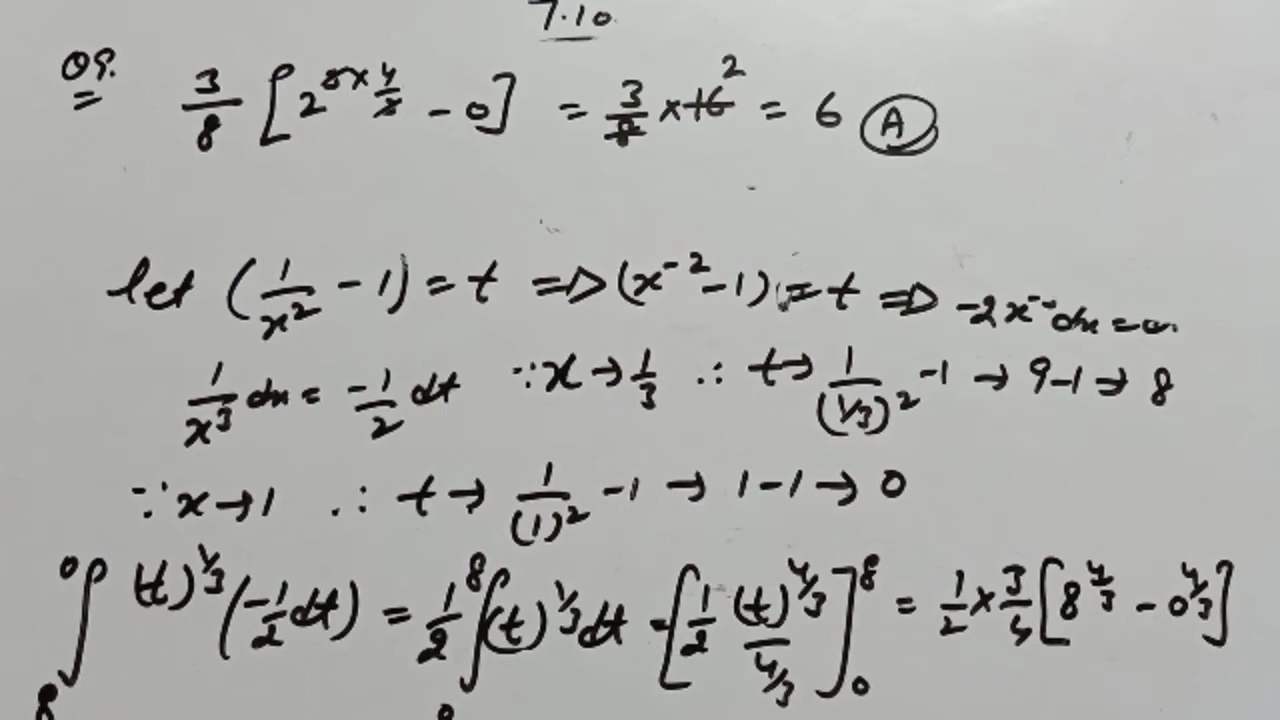 7.10
09. 3/8 [2^(3×4/3) - 0] = 3/8 × 16 2 = 6 (A)
let (1/x² - 1) = t => (x⁻² - 1) = t => -2x dx =
1/x³ dx = -1/2 dt ∵ x → 1/3 ∴ t → 1/(1/3)² - 1 → 9-1 → 8
∵ x → 1 ∴ t → 1/(1)² - 1 → 1-1 → 0
∫₈⁰ (t)^(1/3) (-1/2 dt) = 1/2 ∫₀⁸ (t)^(1/3) dt = [1/2 (t)^(4/3) / (4/3)]₀⁸ = 1/2 × 3/4 [8^(4/3) - 0^(4/3)]